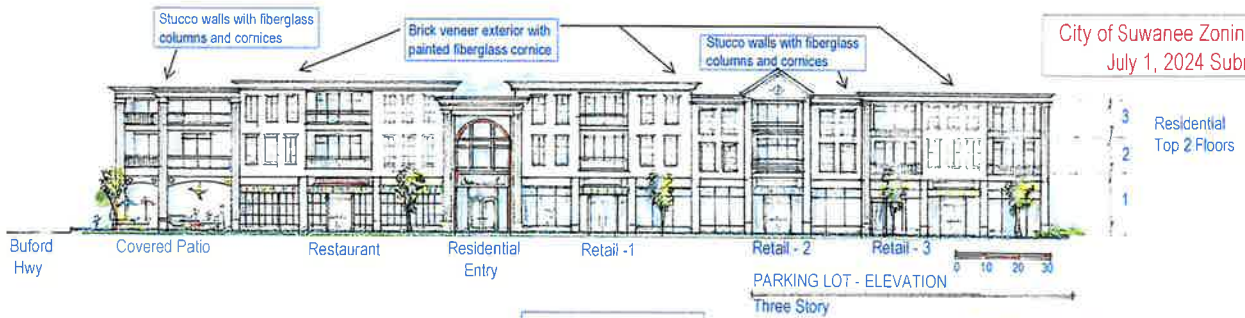 Stucco walls with fiberglass
columns and cornices
Brick veneer exterior with
painted fiberglass cornice
Stucco walls with fiberglass
columns and cornices
City of Suwanee Zonin
July 1, 2024 Sub
3
2
1
Residential
Top 2 Floors
Buford
Hwy
Covered Patio
Restaurant
Residential
Entry
Retail -1
Retail - 2
Retail - 3
0 10 20 30
PARKING LOT - ELEVATION
Three Story